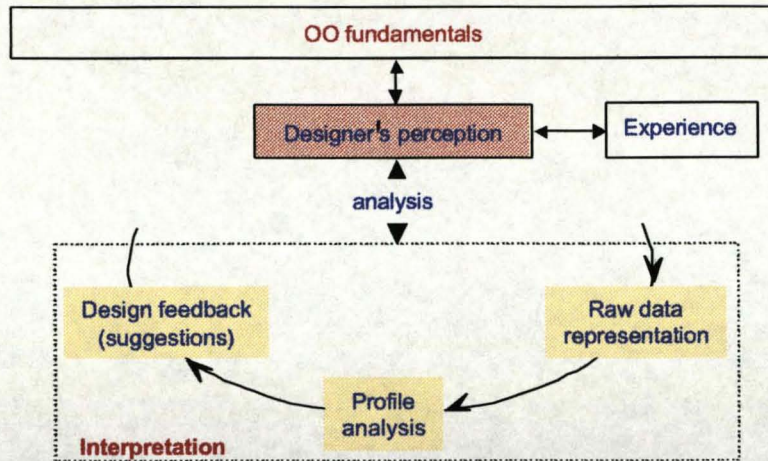 OO fundamentals
Designer's perception
Experience
analysis
Design feedback
(suggestions)
Raw data
representation
Profile
analysis
Interpretation